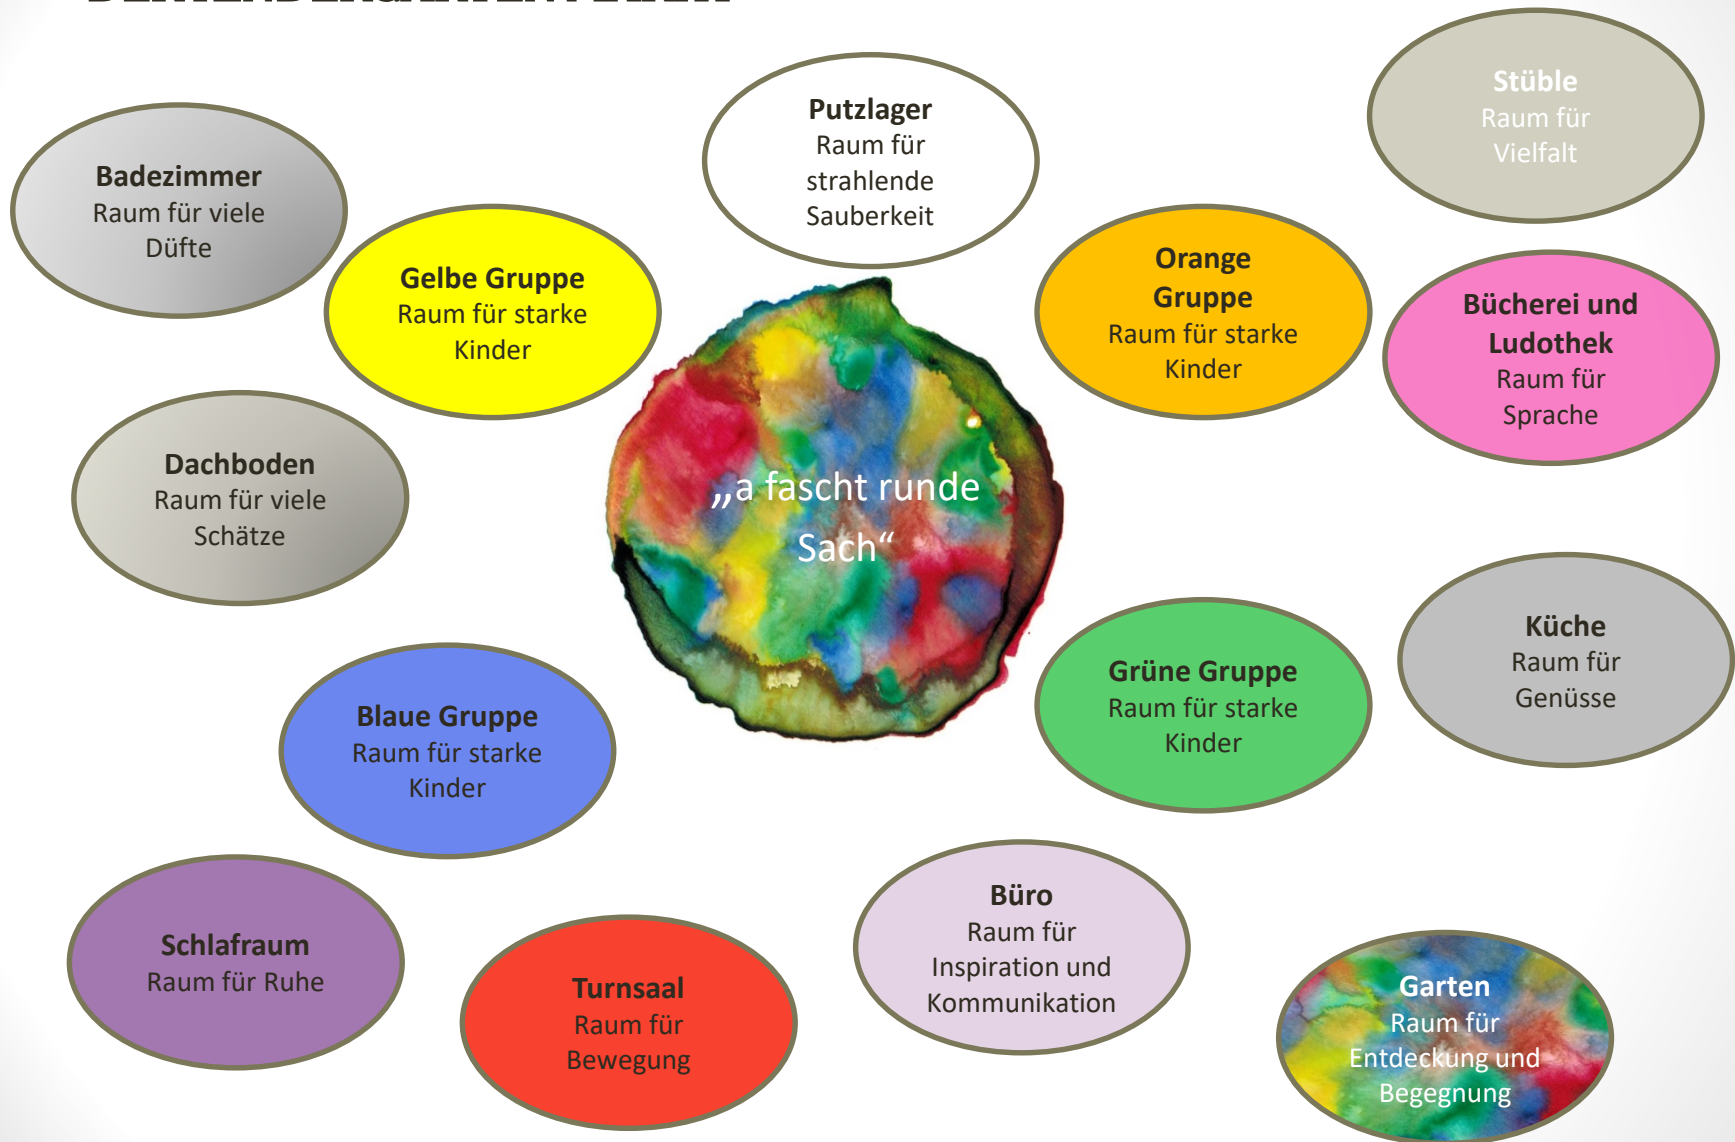 Putzlager
Raum für
strahlende
Sauberkeit
Stüble
Raum für
Vielfalt
Badezimmer
Raum für viele
Düfte
Gelbe Gruppe
Raum für starke
Kinder
Orange
Gruppe
Raum für starke
Kinder
Bücherei und
Ludothek
Raum für
Sprache
Dachboden
Raum für viele
Schätze
„a fascht runde
Sach“
Küche
Raum für
Genüsse
Grüne Gruppe
Raum für starke
Kinder
Blaue Gruppe
Raum für starke
Kinder
Schlafraum
Raum für Ruhe
Turnsaal
Raum für
Bewegung
Büro
Raum für
Inspiration und
Kommunikation
Garten
Raum für
Entdeckung und
Begegnung